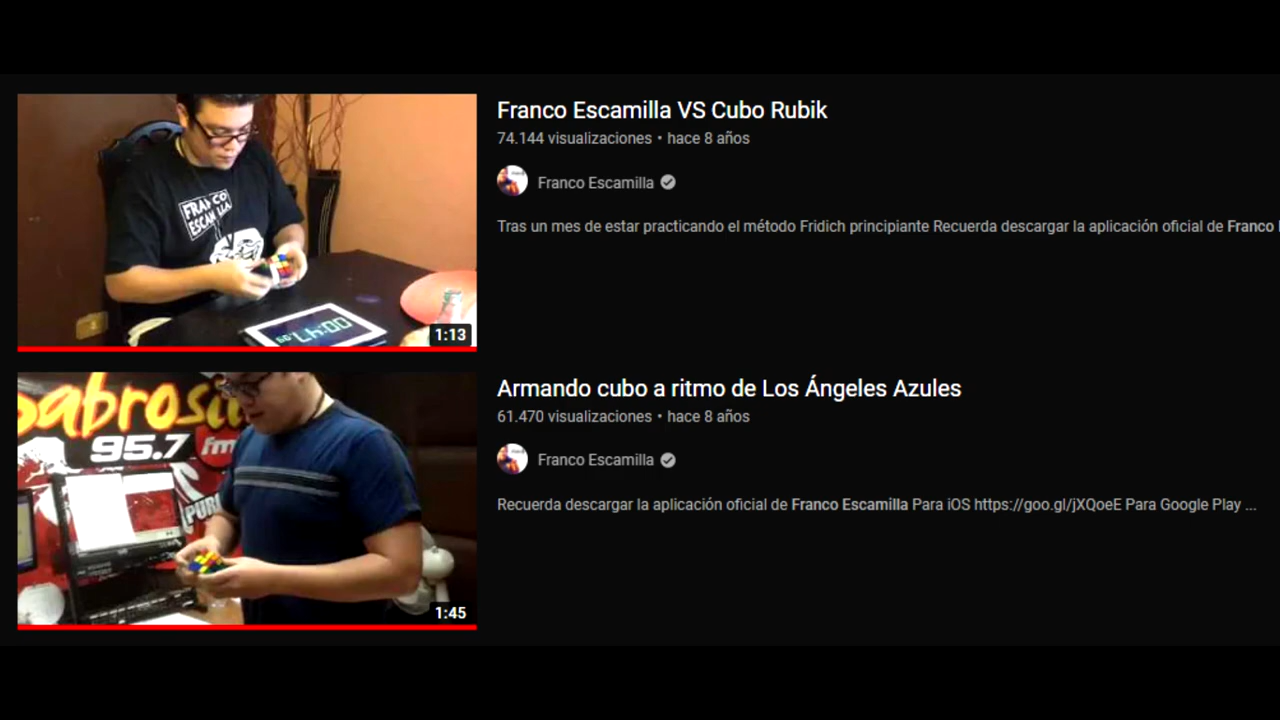 Franco Escamilla VS Cubo Rubik
74.144 visualizaciones • hace 8 años
Franco Escamilla
Tras un mes de estar practicando el método Fridich principiante Recuerda descargar la aplicación oficial de Franco
FRANCO
ESCAMILLA
1:13
Armando cubo a ritmo de Los Ángeles Azules
61.470 visualizaciones • hace 8 años
Franco Escamilla
Recuerda descargar la aplicación oficial de Franco Escamilla Para iOS https://goo.gl/jXQoeE Para Google Play ...
95.7 fm
1:45